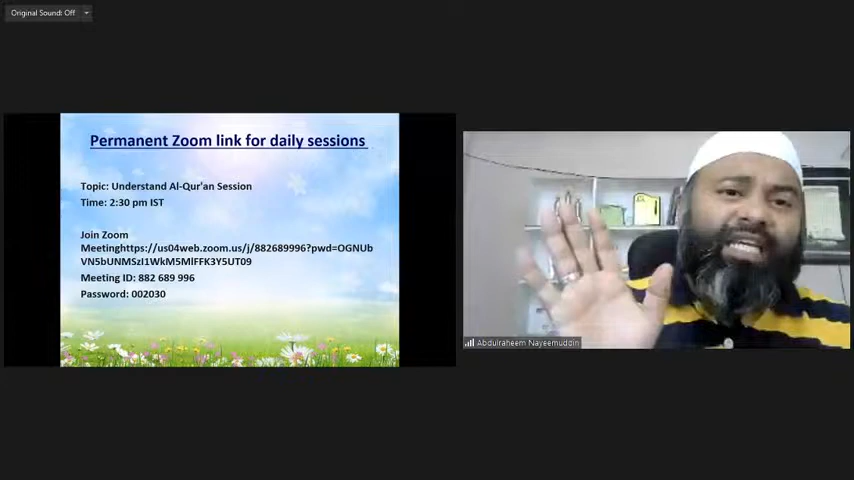 Original Sound: Off
Permanent Zoom link for daily sessions
Topic: Understand Al-Qur'an Session
Time: 2:30 pm IST
Join Zoom
Meetinghttps://us04web.zoom.us/j/882689996?pwd=OGNUb
VN5bUNMSzI1WkM5MlFFK3Y5UT09
Meeting ID: 882 689 996
Password: 002030
Abdulraheem Nayeemuddin